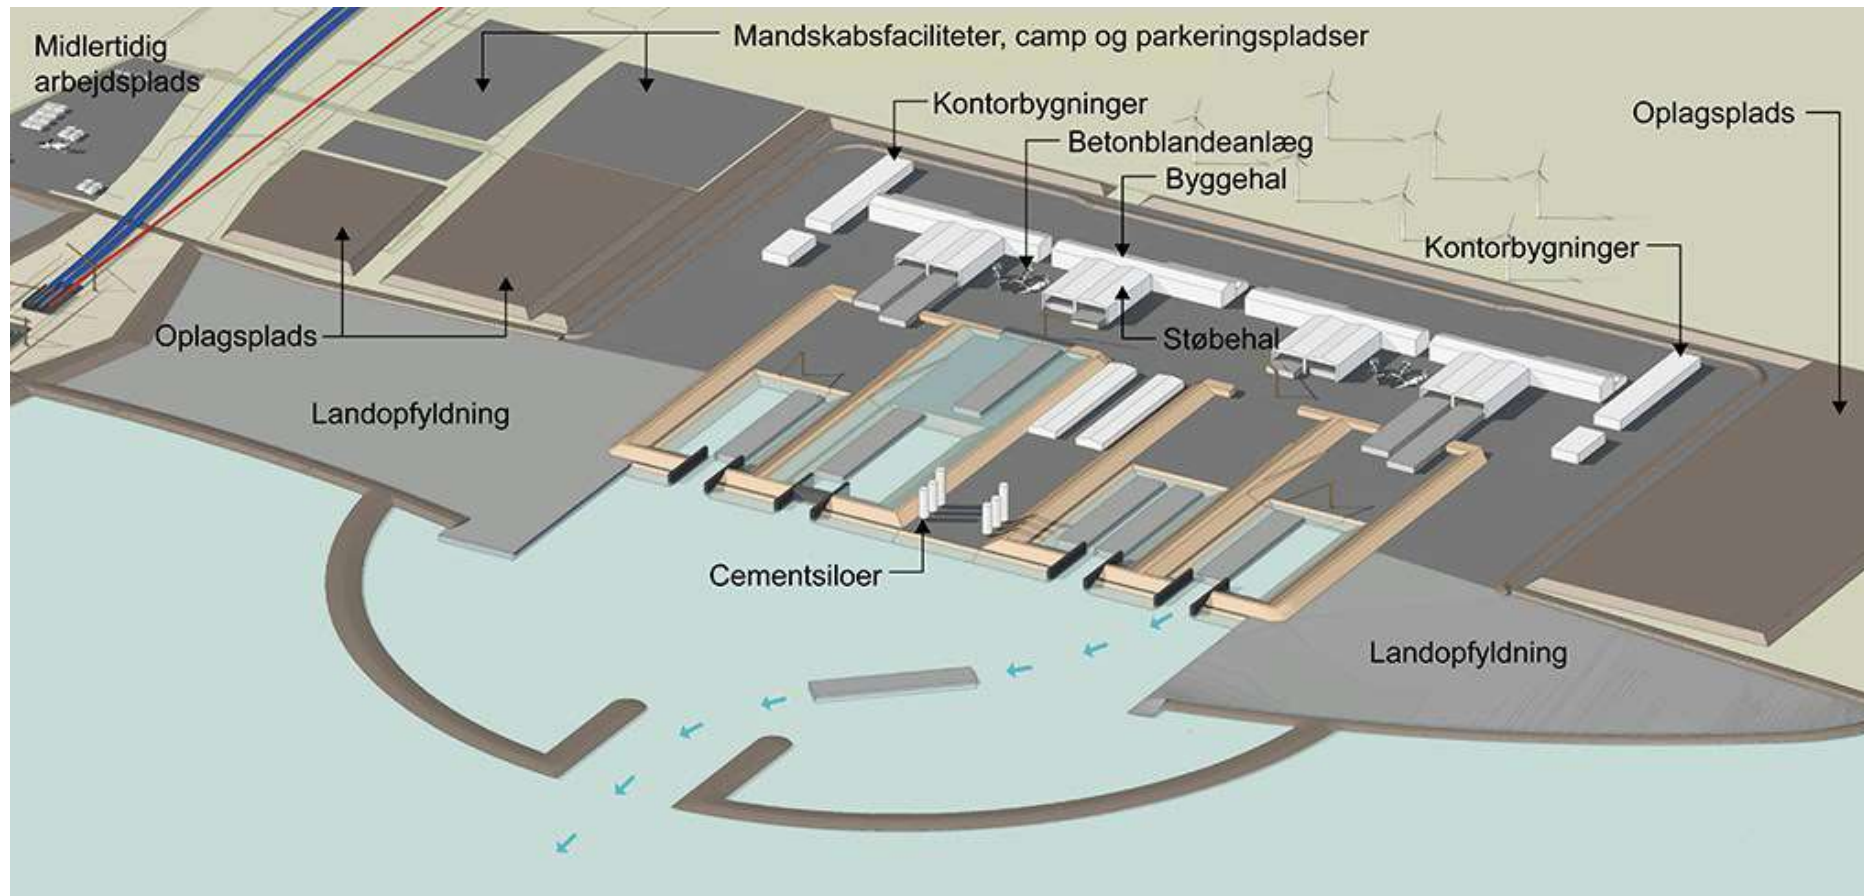 Midlertidig
arbejdsplads
Mandskabsfaciliteter, camp og parkeringspladser
Kontorbygninger
Betonblandeanlæg
Byggehal
Oplagsplads
Kontorbygninger
Oplagsplads
Støbehal
Landopfyldning
Cementsiloer
Landopfyldning